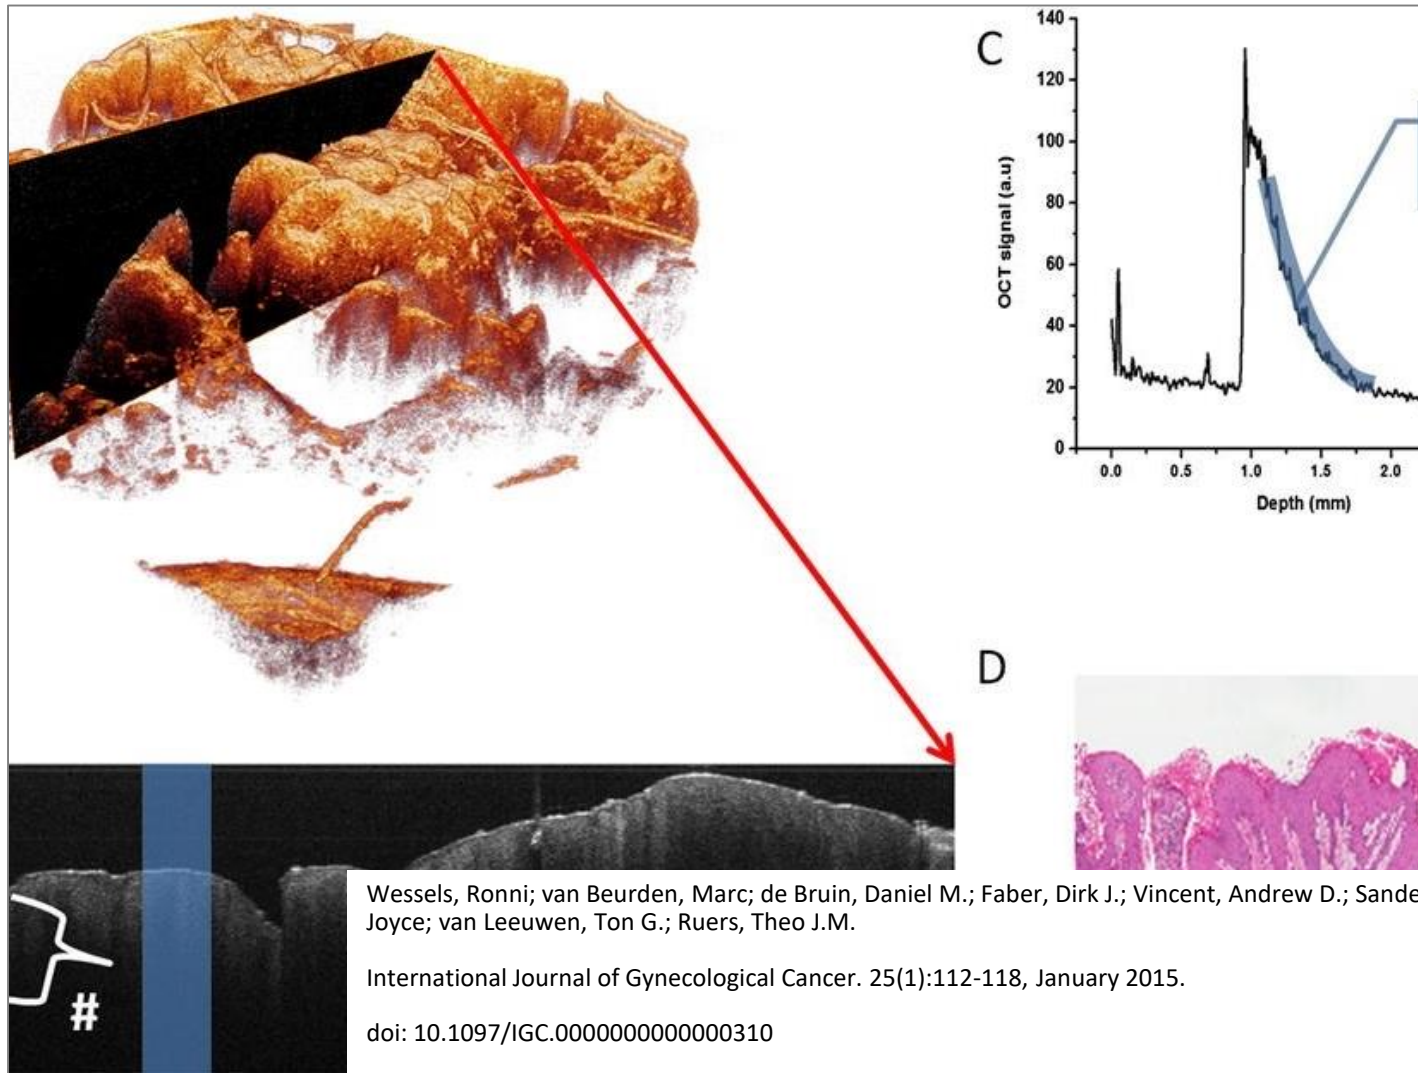 C
140
120
100
80
60
40
20
0
OCT signal (a.u)
0.0 0.5 1.0 1.5 2.0
Depth (mm)
D
#
Wessels, Ronni; van Beurden, Marc; de Bruin, Daniel M.; Faber, Dirk J.; Vincent, Andrew D.; Sande
Joyce; van Leeuwen, Ton G.; Ruers, Theo J.M.
International Journal of Gynecological Cancer. 25(1):112-118, January 2015.
doi: 10.1097/IGC.0000000000000310